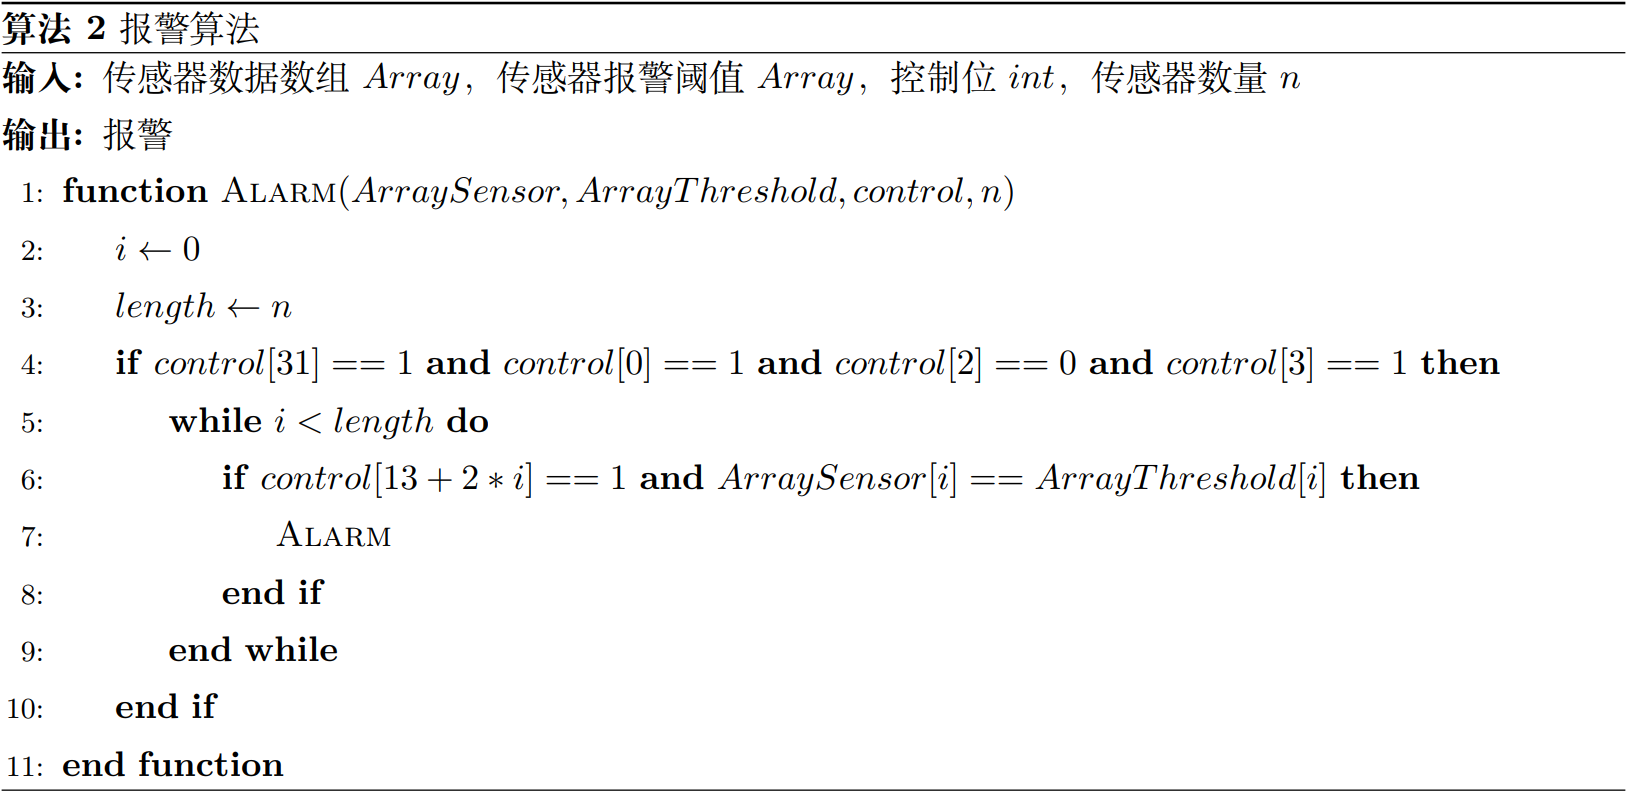 算法 2 报警算法
输入: 传感器数据数组 Array, 传感器报警阈值 Array, 控制位 int, 传感器数量 n
输出: 报警
1: function ALARM(ArraySensor, ArrayThreshold, control, n)
2: i ← 0
3: length ← n
4: if control[31] == 1 and control[0] == 1 and control[2] == 0 and control[3] == 1 then
5: while i < length do
6: if control[13 + 2 * i] == 1 and ArraySensor[i] == ArrayThreshold[i] then
7: ALARM
8: end if
9: end while
10: end if
11: end function